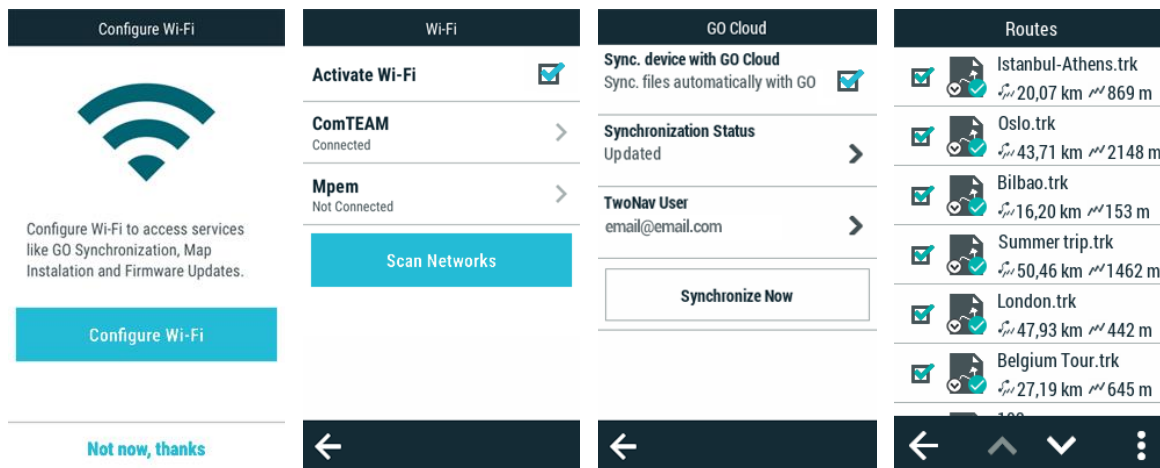 Configure Wi-Fi
Configure Wi-Fi to access services
like GO Synchronization, Map
Instalation and Firmware Updates.
Configure Wi-Fi
Not now, thanks
Wi-Fi
Activate Wi-Fi
ComTEAM
Connected
Mpem
Not Connected
Scan Networks
GO Cloud
Sync. device with GO Cloud
Sync. files automatically with GO
Synchronization Status
Updated
TwoNav User
email@email.com
Synchronize Now
Routes
Istanbul-Athens.trk
20,07 km 869 m
Oslo.trk
43,71 km 2148 m
Bilbao.trk
16,20 km 153 m
Summer trip.trk
50,46 km 1462 m
London.trk
47,93 km 442 m
Belgium Tour.trk
27,19 km 645 m